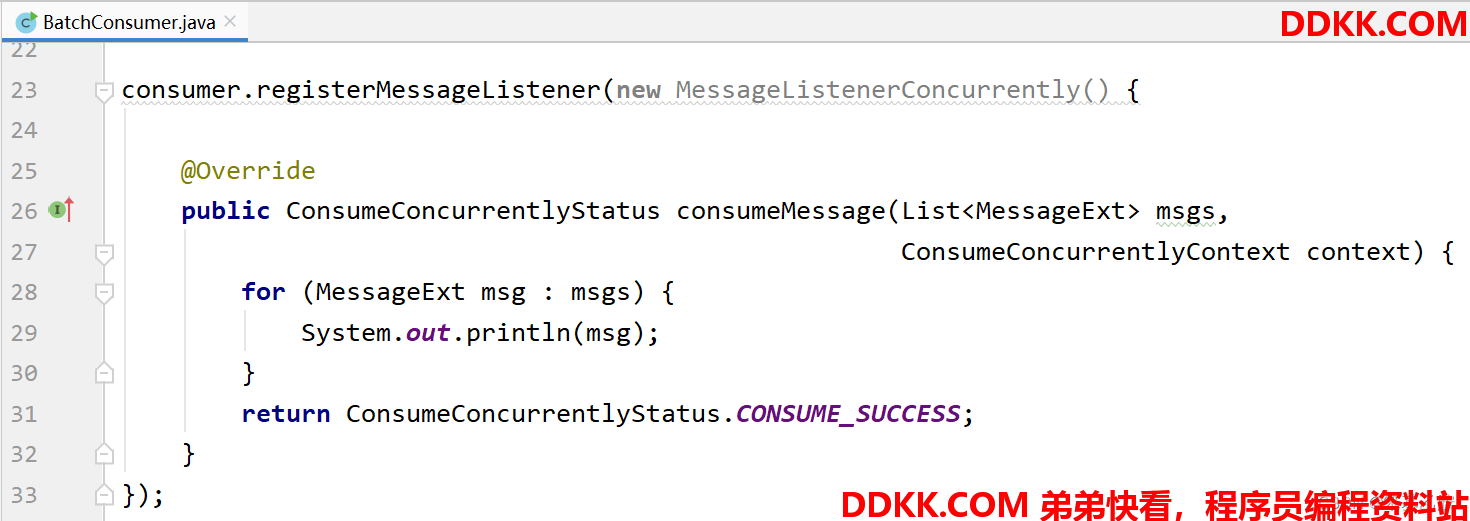 BatchConsumer.java
DDKK.COM
22
23 consumer.registerMessageListener(new MessageListenerConcurrently() {
24
25 @Override
26 public ConsumeConcurrentlyStatus consumeMessage(List<MessageExt> msgs,
27 ConsumeConcurrentlyContext context) {
28 for (MessageExt msg : msgs) {
29 System.out.println(msg);
30 }
31 return ConsumeConcurrentlyStatus.CONSUME_SUCCESS;
32 }
33 });
DDKK.COM 弟弟快看，程序员编程资料站